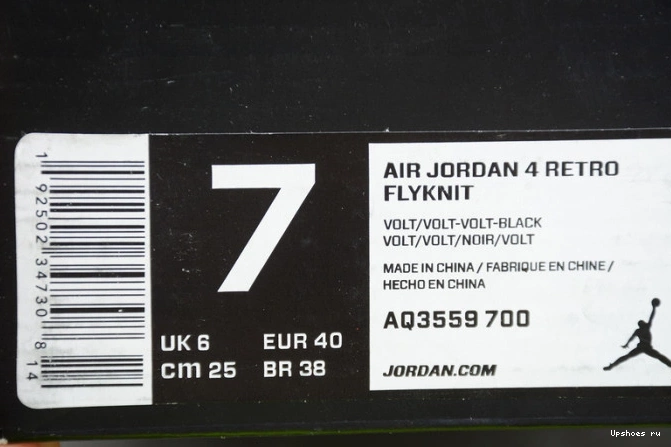 1 92502 34730 8 14
7
UK 6 EUR 40
cm 25 BR 38
AIR JORDAN 4 RETRO
FLYKNIT
VOLT/VOLT-VOLT-BLACK
VOLT/VOLT/NOIR/VOLT
MADE IN CHINA / FABRIQUE EN CHINE /
HECHO EN CHINA
AQ3559 700
JORDAN.COM
Upshoes ru